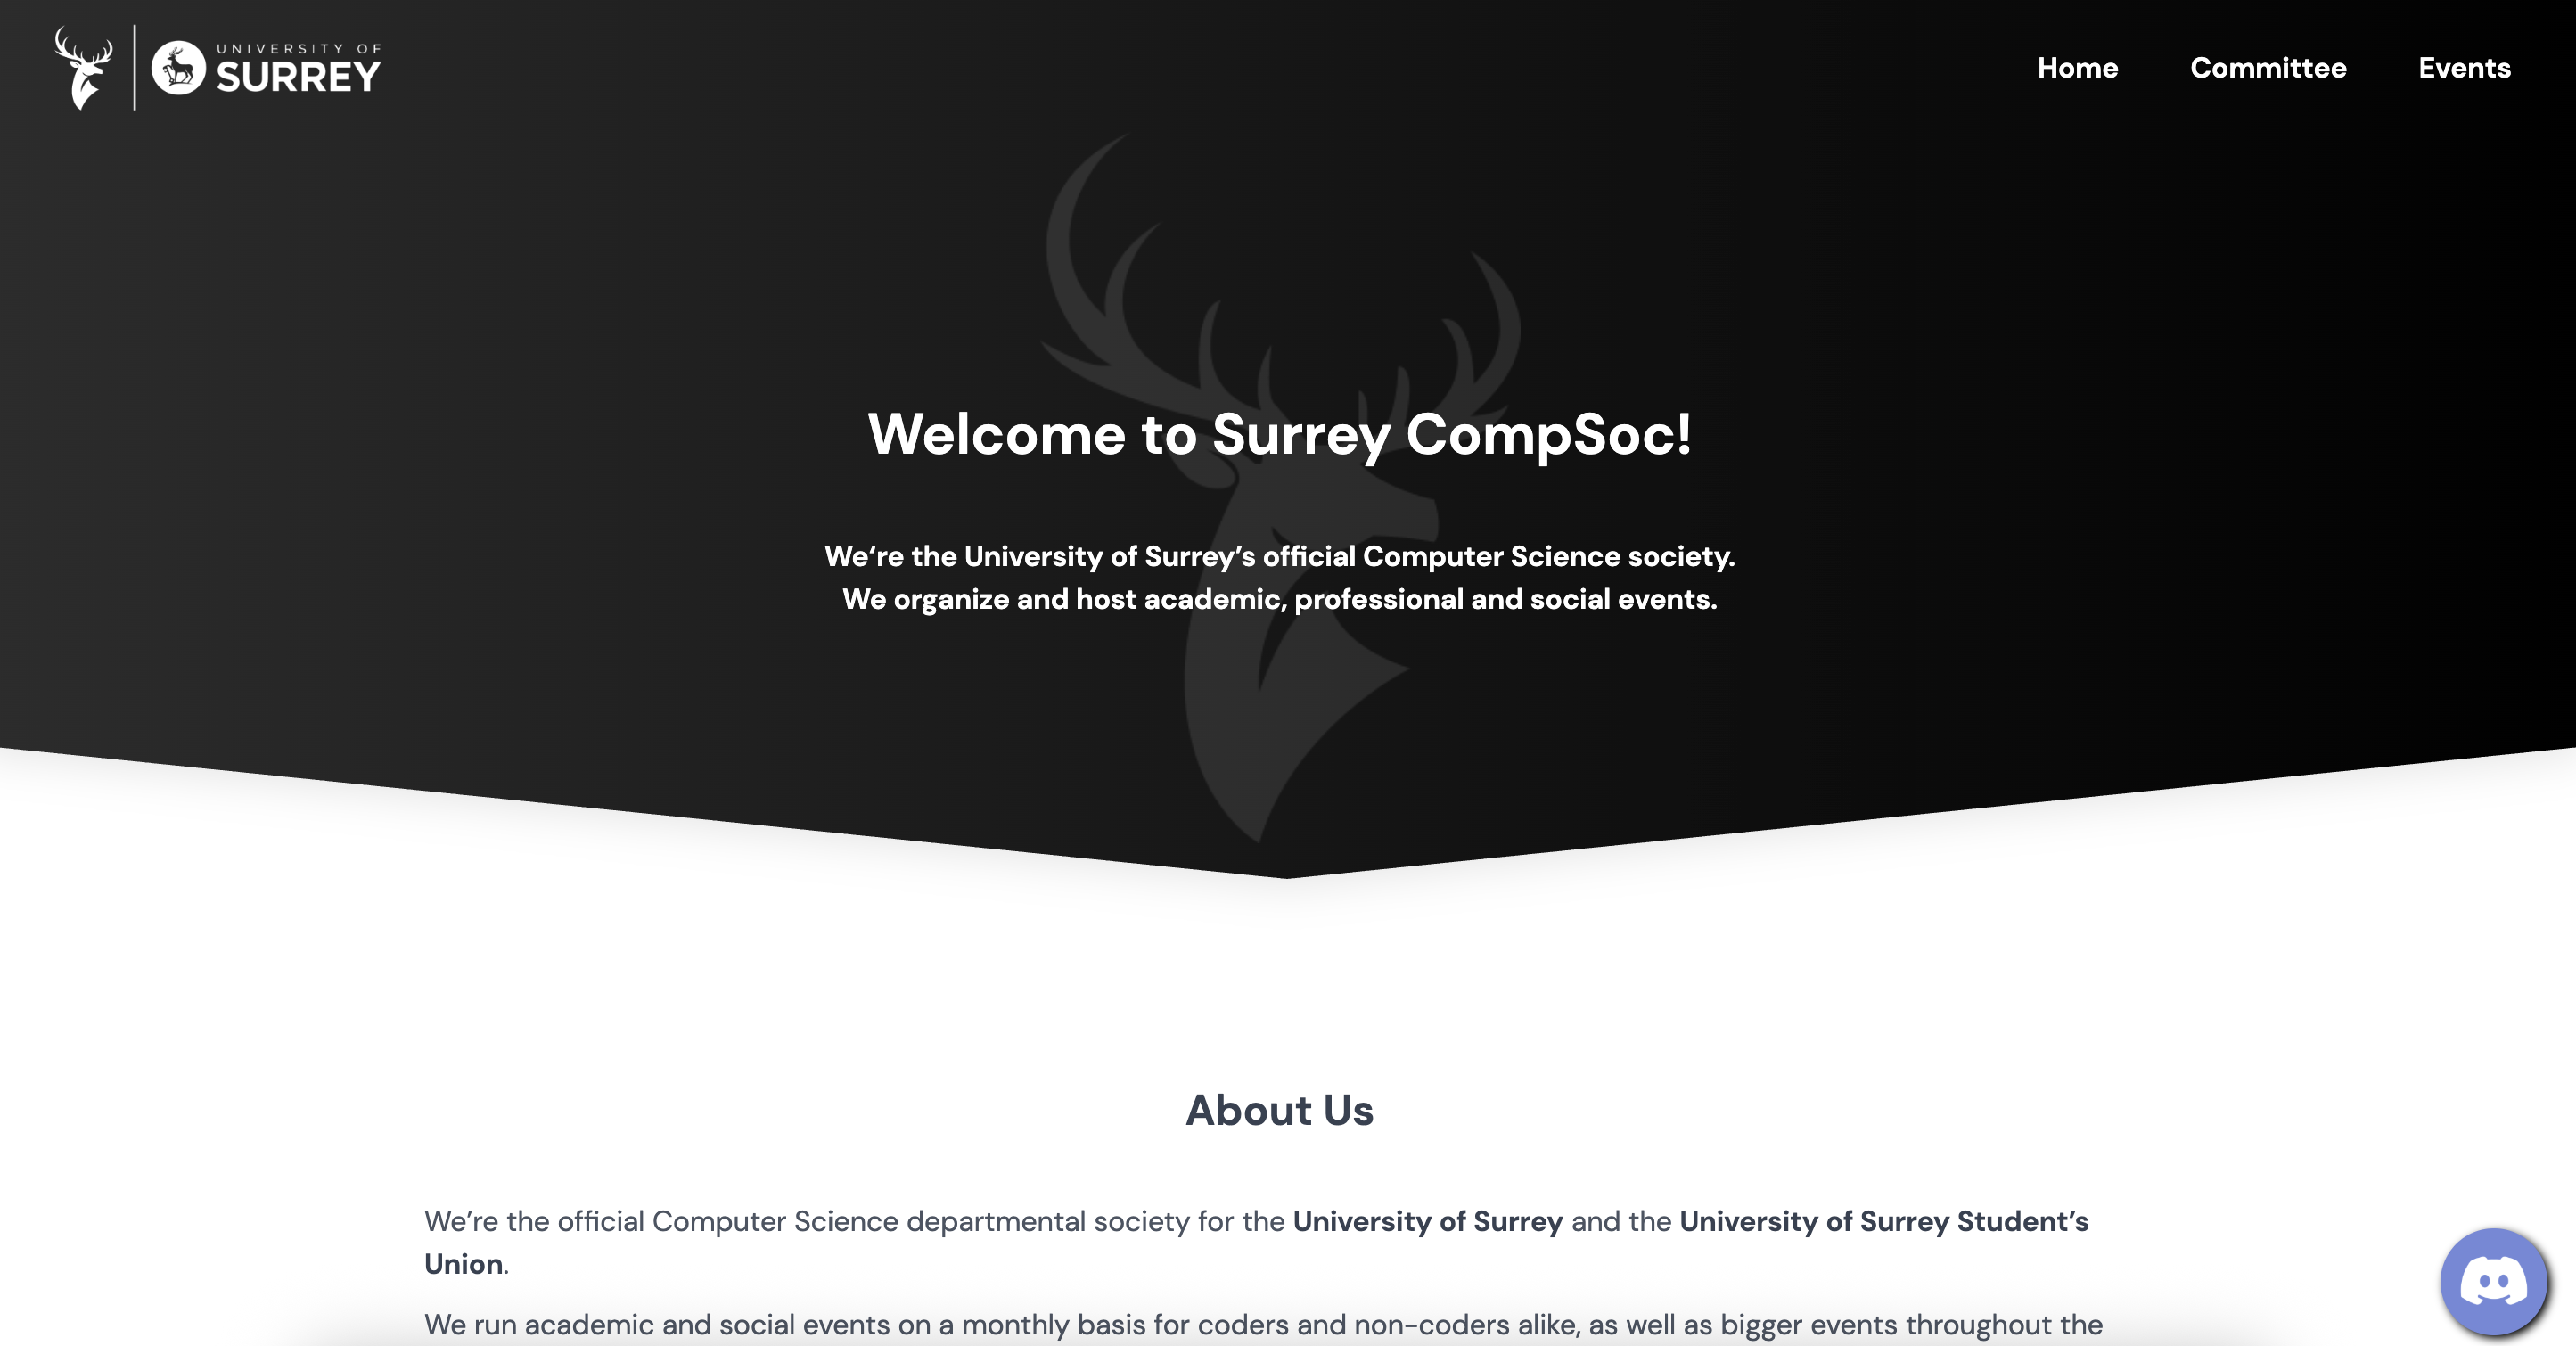 UNIVERSITY OF
SURREY
Home
Committee
Events
Welcome to Surrey CompSoc!
We‘re the University of Surrey’s official Computer Science society.
We organize and host academic, professional and social events.
About Us
We’re the official Computer Science departmental society for the University of Surrey and the University of Surrey Student’s
Union.
We run academic and social events on a monthly basis for coders and non-coders alike, as well as bigger events throughout the